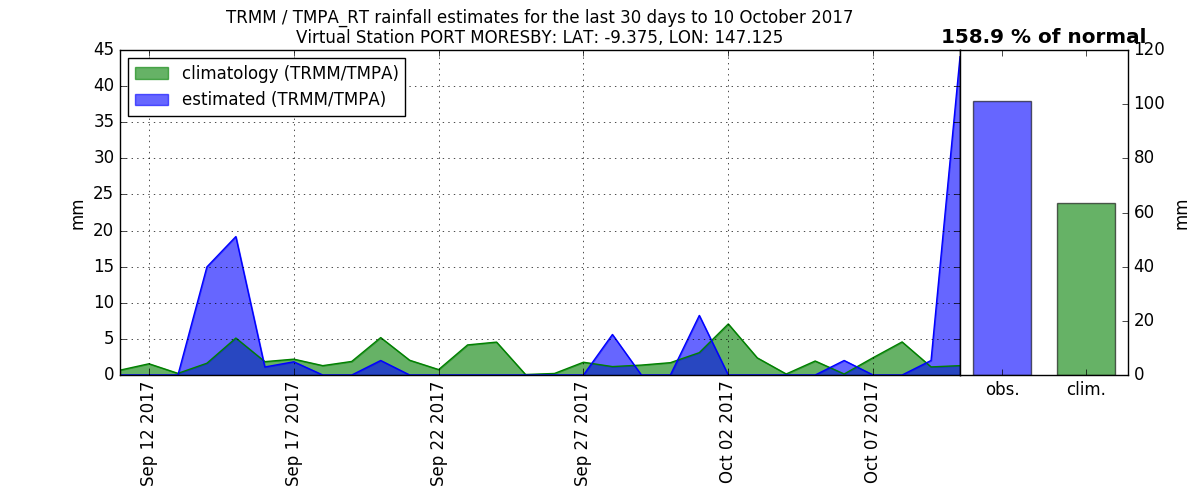 TRMM / TMPA_RT rainfall estimates for the last 30 days to 10 October 2017
Virtual Station PORT MORESBY: LAT: -9.375, LON: 147.125
158.9 % of normal
climatology (TRMM/TMPA)
estimated (TRMM/TMPA)
mm
45
40
35
30
25
20
15
10
5
0
Sep 12 2017
Sep 17 2017
Sep 22 2017
Sep 27 2017
Oct 02 2017
Oct 07 2017
obs.
clim.
120
100
80
60
40
20
0
mm